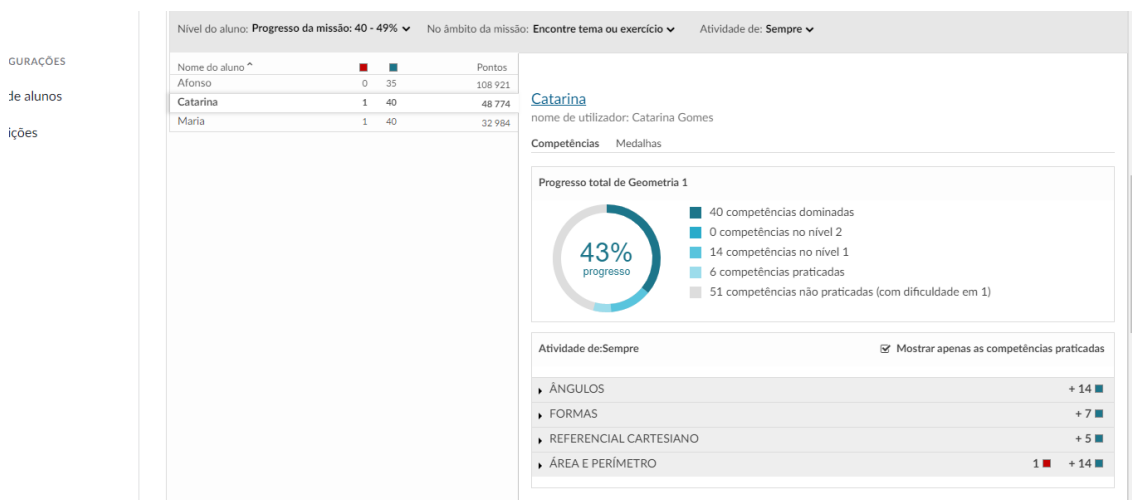 Nível do aluno: Progresso da missão: 40 - 49% No âmbito da missão: Encontre tema ou exercício Atividade de: Sempre
GURAÇÕES
de alunos
ições
Nome do aluno ^ Pontos
Afonso 0 35 108 921
Catarina 1 40 48 774
Maria 1 40 32 984
Catarina
nome de utilizador: Catarina Gomes
Competências Medalhas
Progresso total de Geometria 1
43%
progresso
40 competências dominadas
0 competências no nível 2
14 competências no nível 1
6 competências praticadas
51 competências não praticadas (com dificuldade em 1)
Atividade de:Sempre Mostrar apenas as competências praticadas
ÂNGULOS + 14
FORMAS + 7
REFERENCIAL CARTESIANO + 5
ÁREA E PERÍMETRO 1 + 14